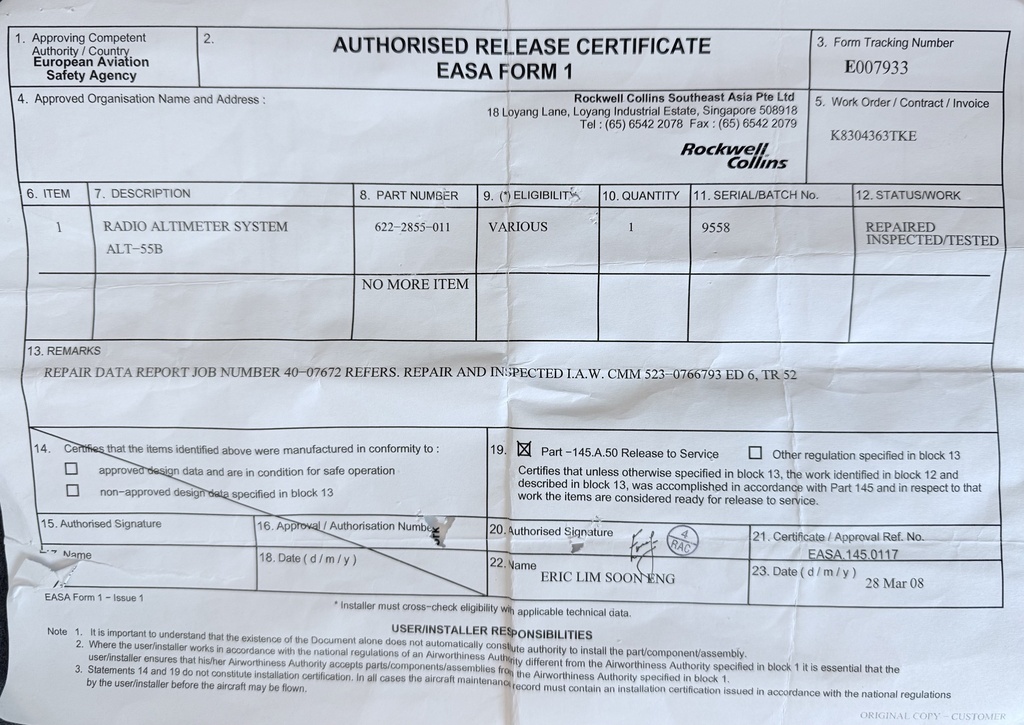 1. Approving Competent
Authority / Country
European Aviation
Safety Agency
2.
AUTHORISED RELEASE CERTIFICATE
EASA FORM 1
3. Form Tracking Number
E007933
4. Approved Organisation Name and Address :
Rockwell Collins Southeast Asia Pte Ltd
18 Loyang Lane, Loyang Industrial Estate, Singapore 508918
Tel : (65) 6542 2078 Fax : (65) 6542 2079
Rockwell
Collins
5. Work Order / Contract / Invoice
K8304363TKE
6. ITEM
7. DESCRIPTION
8. PART NUMBER
9. (*) ELIGIBILITY
10. QUANTITY
11. SERIAL/BATCH No.
12. STATUS/WORK
1
RADIO ALTIMETER SYSTEM
ALT-55B
622-2855-011
VARIOUS
1
9558
REPAIRED
INSPECTED/TESTED
NO MORE ITEM
13. REMARKS
REPAIR DATA REPORT JOB NUMBER 40-07672 REFERS. REPAIR AND INSPECTED I.A.W. CMM 523-0766793 ED 6, TR 52
14. Certifies that the items identified above were manufactured in conformity to :
approved design data and are in condition for safe operation
non-approved design data specified in block 13
19. Part -145.A.50 Release to Service
Other regulation specified in block 13
Certifies that unless otherwise specified in block 13, the work identified in block 12 and
described in block 13, was accomplished in accordance with Part 145 and in respect to that
work the items are considered ready for release to service.
15. Authorised Signature
16. Approval / Authorisation Number
20. Authorised Signature
4
RAC
21. Certificate / Approval Ref. No.
EASA.145.0117
Name
18. Date ( d / m / y )
22. Name
ERIC LIM SOON ENG
23. Date ( d / m / y )
28 Mar 08
EASA Form 1 - Issue 1
* Installer must cross-check eligibility with applicable technical data.
USER/INSTALLER RESPONSIBILITIES
Note 1. It is important to understand that the existence of the Document alone does not automatically constitute authority to install the part/component/assembly.
2. Where the user/installer works in accordance with the national regulations of an Airworthiness Authority different from the Airworthiness Authority specified in block 1 it is essential that the
user/installer ensures that his/her Airworthiness Authority accepts parts/components/assemblies from the Airworthiness Authority specified in block 1.
3. Statements 14 and 19 do not constitute installation certification. In all cases the aircraft maintenance record must contain an installation certification issued in accordance with the national regulations
by the user/installer before the aircraft may be flown.
ORIGINAL COPY - CUSTOMER